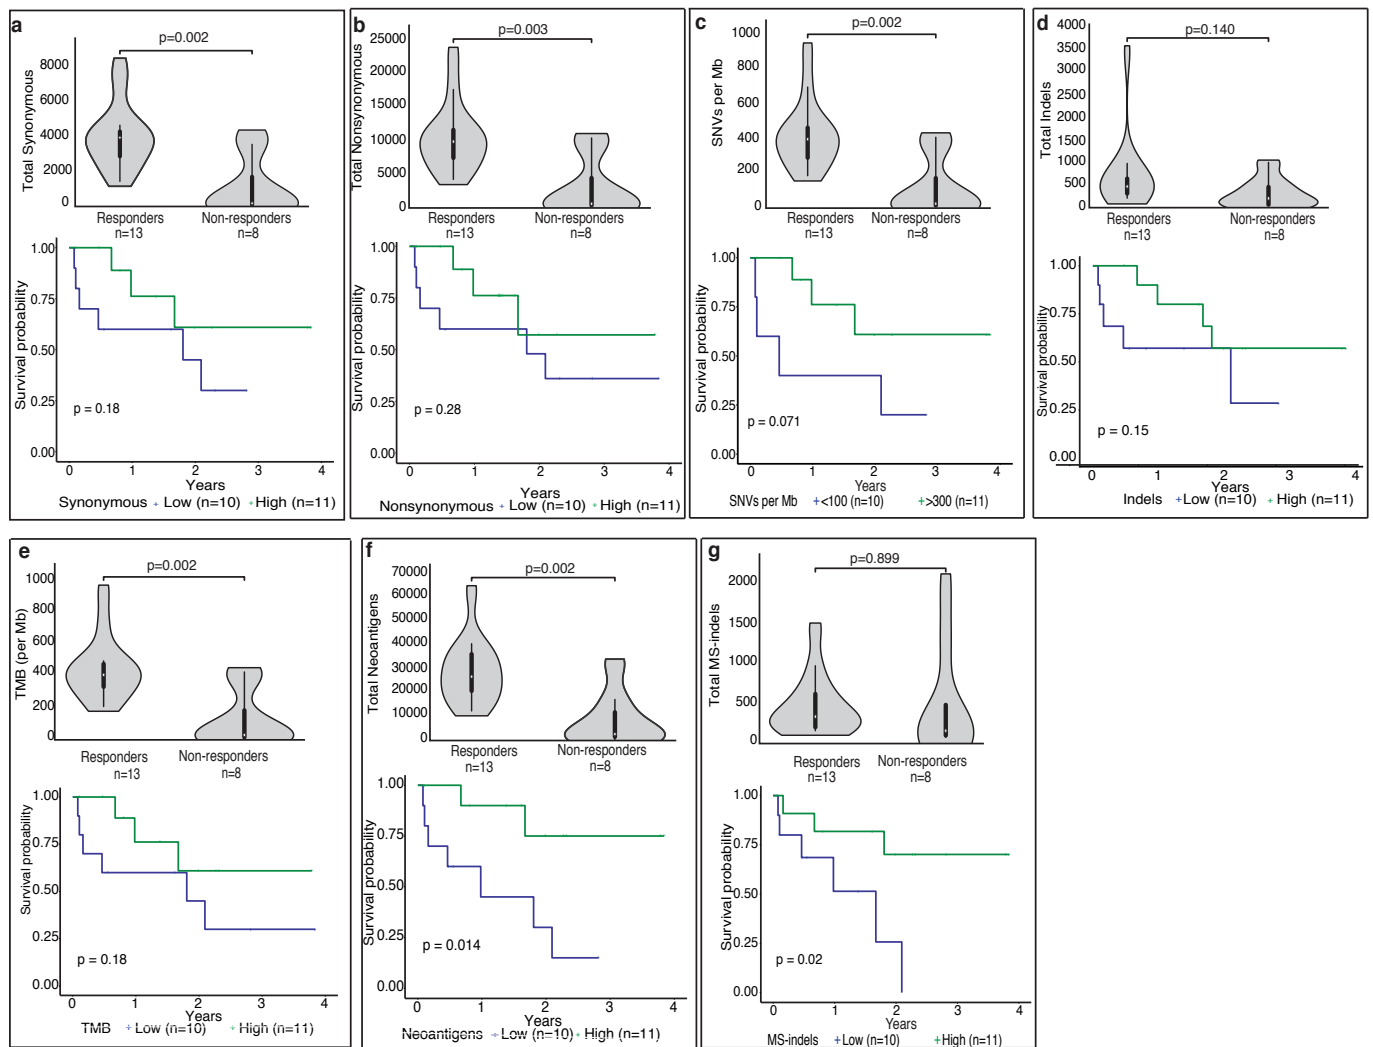 a
p=0.002
Total Synonymous
8000
6000
4000
2000
0
Responders
n=13
Non-responders
n=8
Survival probability
1.00
0.75
0.50
0.25
0.00
p = 0.18
0 1 2 3 4
Years
Synonymous + Low (n=10) + High (n=11)
b
p=0.003
Total Nonsynonymous
25000
20000
15000
10000
5000
0
Responders
n=13
Non-responders
n=8
Survival probability
1.00
0.75
0.50
0.25
0.00
p = 0.28
0 1 2 3 4
Years
Nonsynonymous + Low (n=10) + High (n=11)
c
p=0.002
SNVs per Mb
1000
800
600
400
200
0
Responders
n=13
Non-responders
n=8
Survival probability
1.00
0.75
0.50
0.25
0.00
p = 0.071
0 1 2 3 4
Years
SNVs per Mb +<100 (n=10) +>300 (n=11)
d
p=0.140
Total Indels
4000
3500
3000
2500
2000
1500
1000
500
0
Responders
n=13
Non-responders
n=8
Survival probability
1.00
0.75
0.50
0.25
0.00
p = 0.15
0 1 2 3 4
Years
Indels +Low (n=10) + High (n=11)
e
p=0.002
TMB (per Mb)
1000
800
600
400
200
0
Responders
n=13
Non-responders
n=8
Survival probability
1.00
0.75
0.50
0.25
0.00
p = 0.18
0 1 2 3 4
Years
TMB + Low (n=10) + High (n=11)
f
p=0.002
Total Neoantigens
70000
60000
50000
40000
30000
20000
10000
0
Responders
n=13
Non-responders
n=8
Survival probability
1.00
0.75
0.50
0.25
0.00
p = 0.014
0 1 2 3 4
Years
Neoantigens + Low (n=10) + High (n=11)
g
p=0.899
Total MS-indels
2000
1500
1000
500
0
Responders
n=13
Non-responders
n=8
Survival probability
1.00
0.75
0.50
0.25
0.00
p = 0.02
0 1 2 3 4
Years
MS-indels +Low (n=10) +High (n=11)